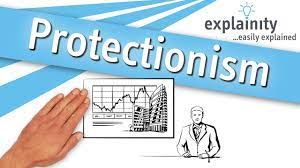 explainity
...easily explained
Protectionism